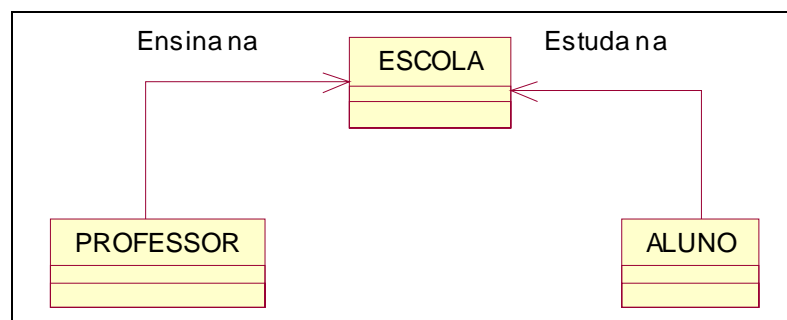 Ensina na
Estuda na
ESCOLA
PROFESSOR
ALUNO